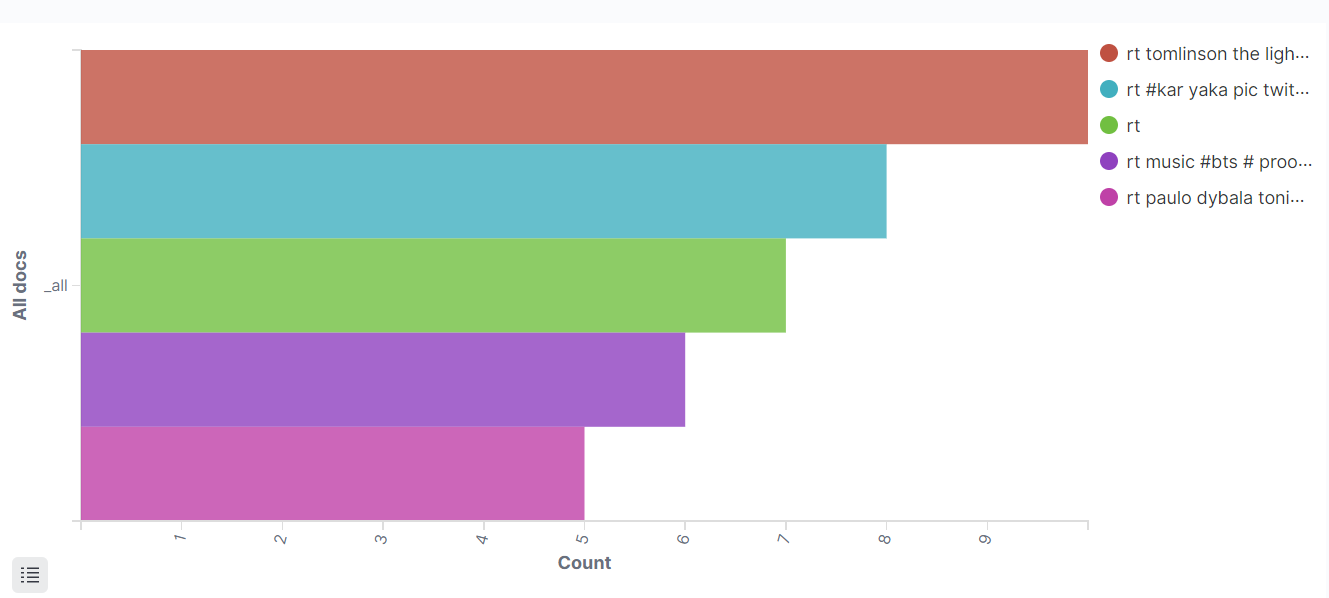 rt tomlinson the ligh...
rt #kar yaka pic twit...
rt
rt music #bts # proo...
rt paulo dybala toni...
All docs
_all
1 2 3 4 5 6 7 8 9
Count